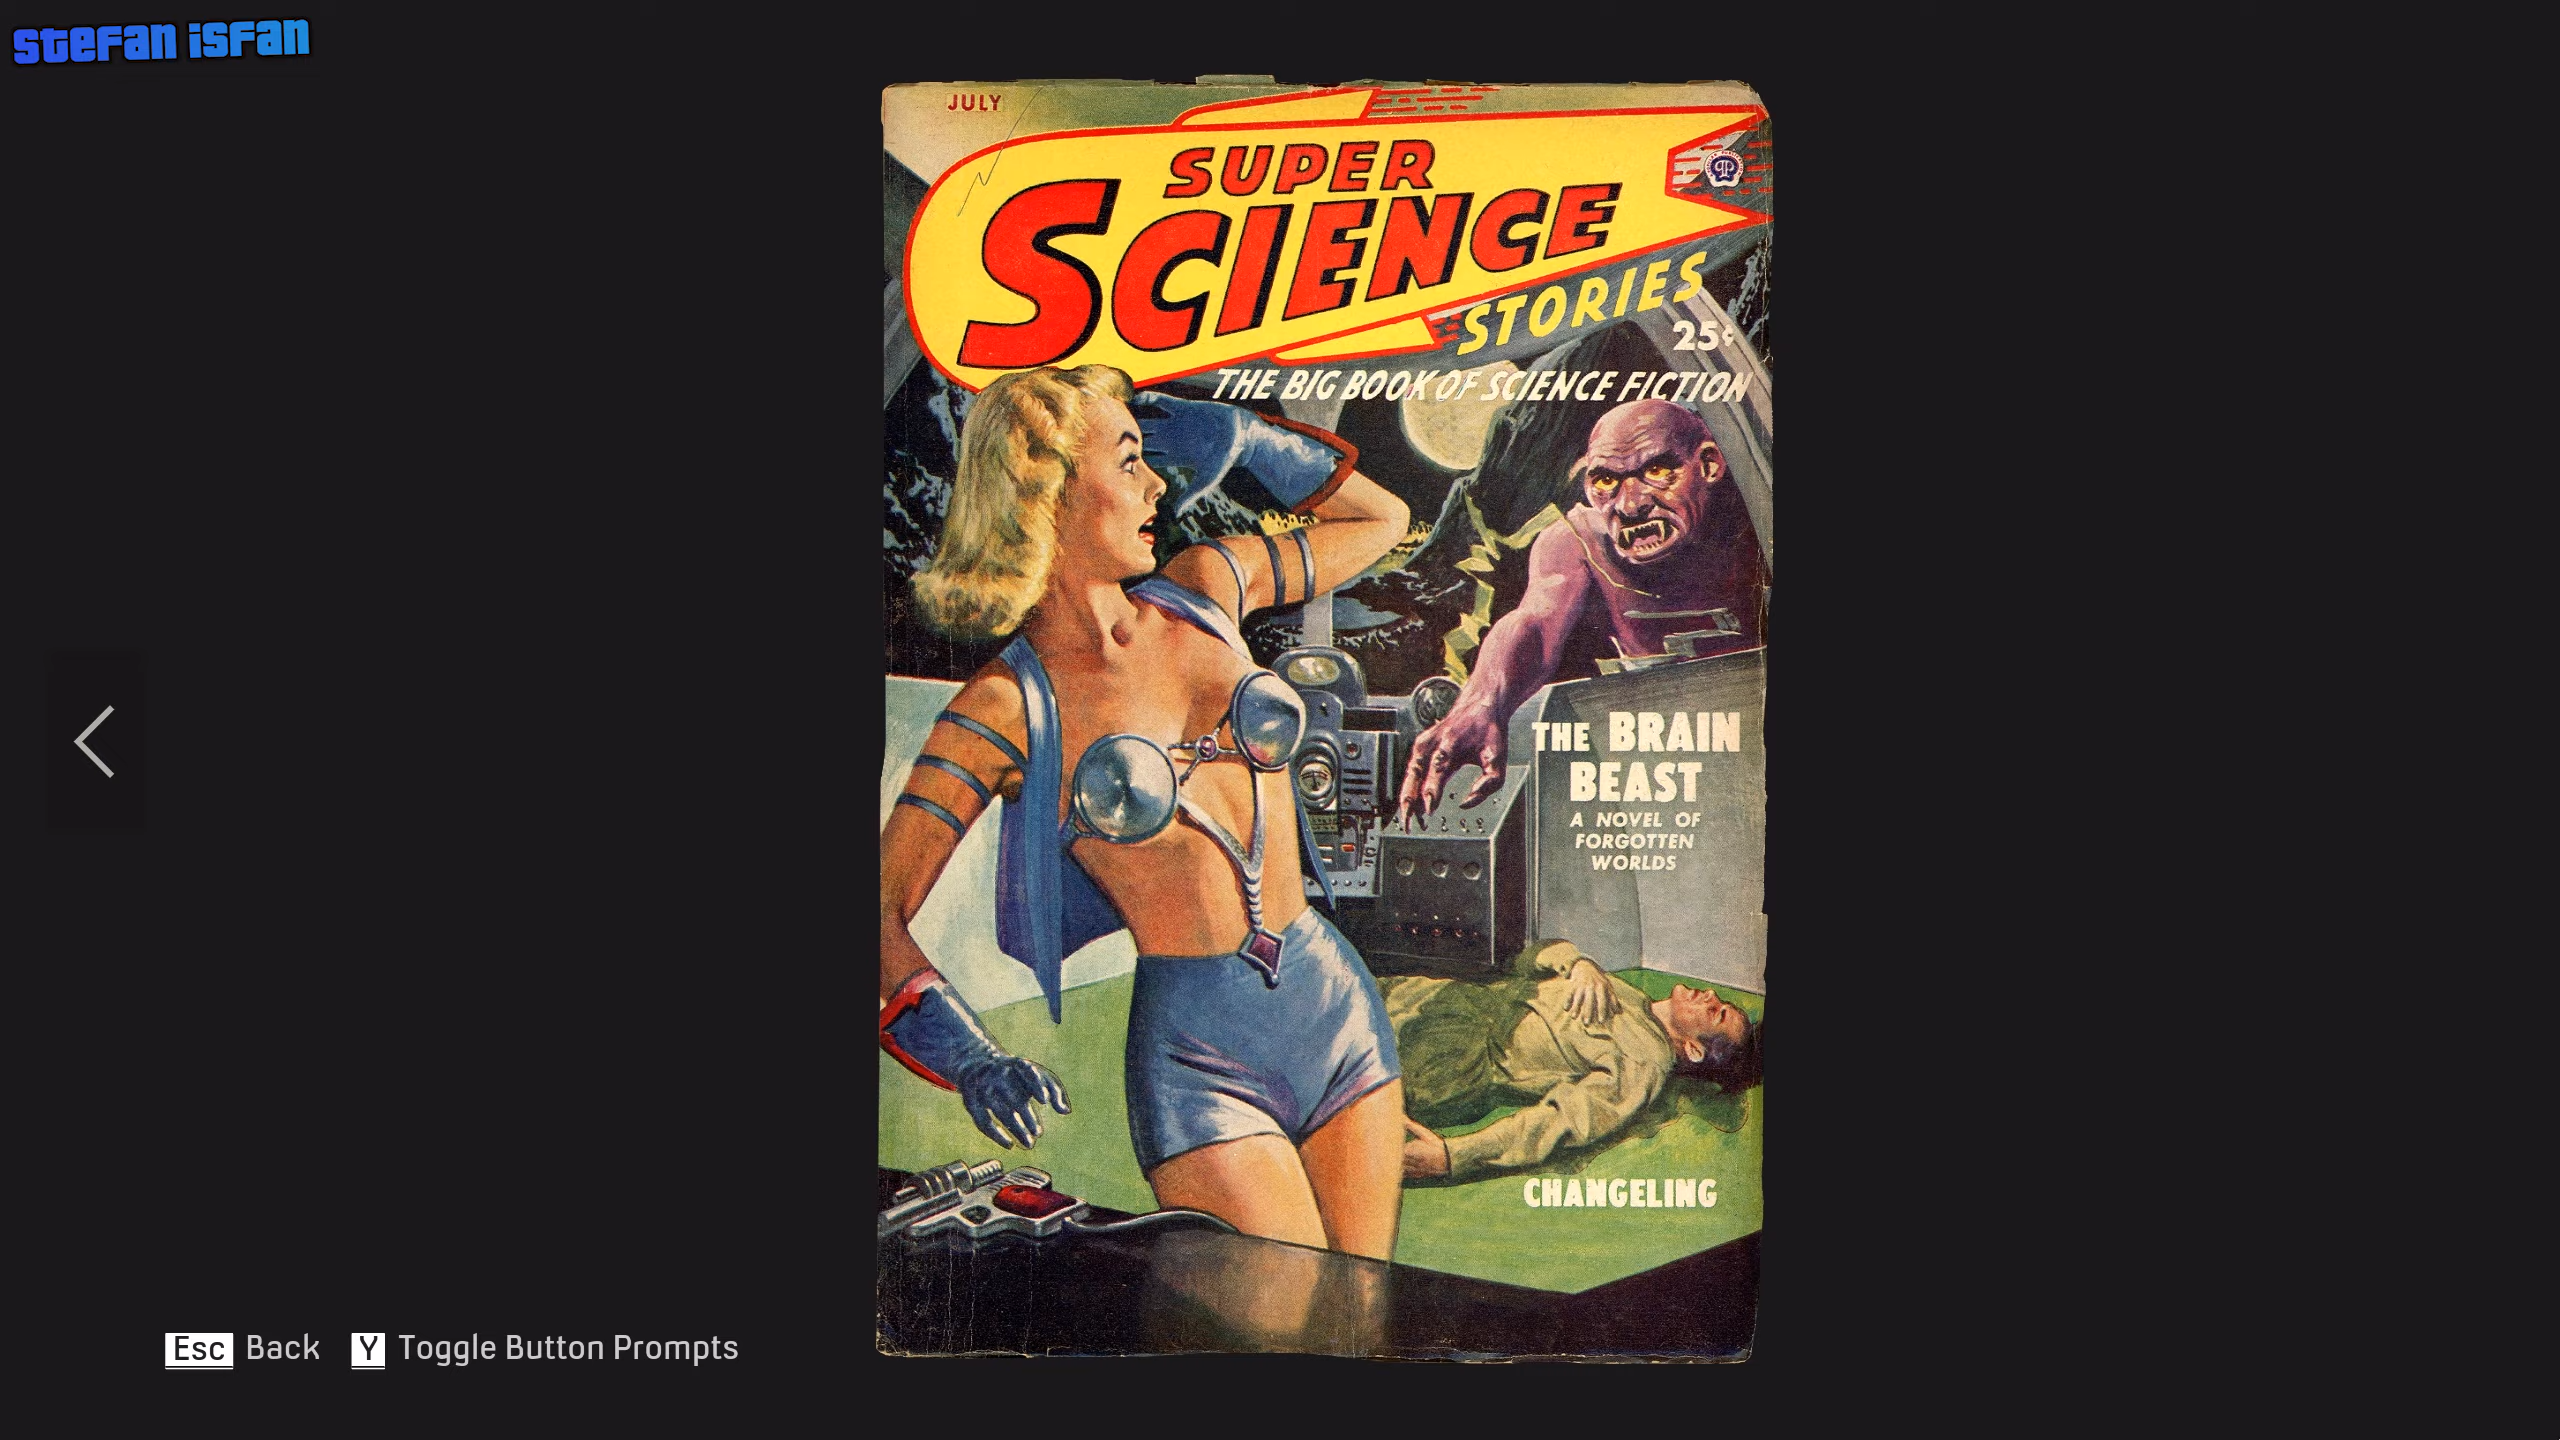 Stefan isfan
JULY
SUPER
SCIENCE
STORIES
25¢
THE BIG BOOK OF SCIENCE FICTION
THE BRAIN
BEAST
A NOVEL OF
FORGOTTEN
WORLDS
CHANGELING
Esc Back Y Toggle Button Prompts